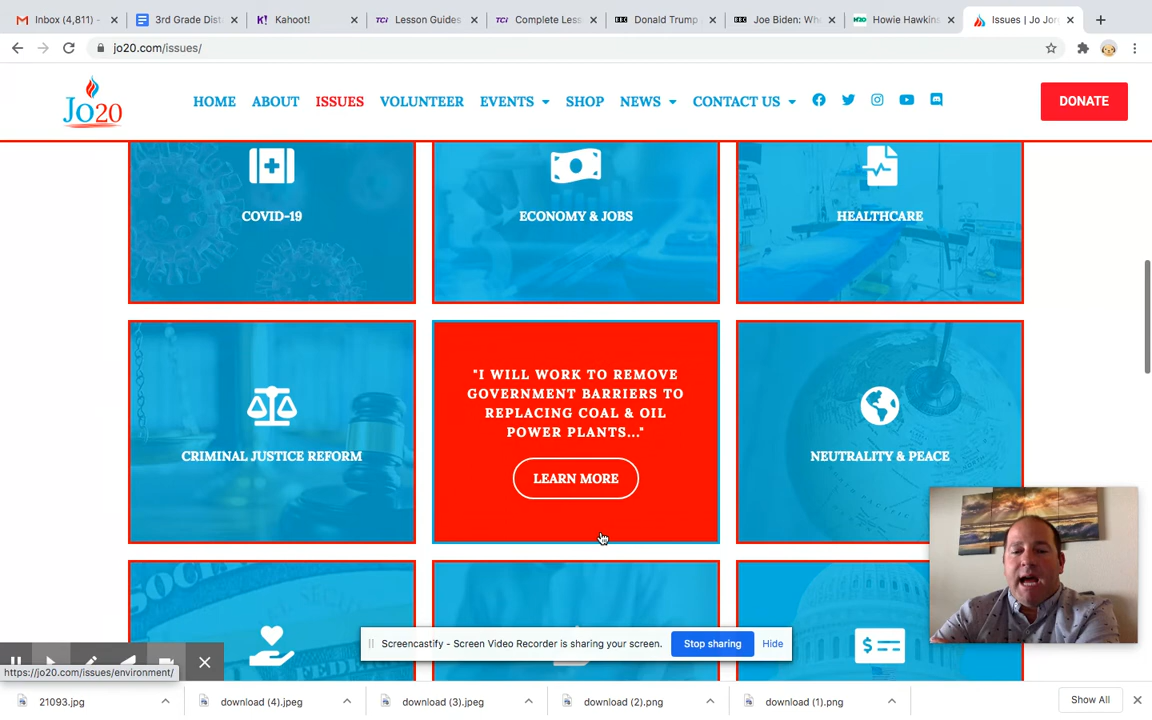 Inbox (4,811) -
3rd Grade Dist
Kahoot!
TCi Lesson Guides
TCi Complete Less
Donald Trump
Joe Biden: Wh
Howie Hawkins
Issues | Jo Jor
jo20.com/issues/
Jo20
HOME
ABOUT
ISSUES
VOLUNTEER
EVENTS
SHOP
NEWS
CONTACT US
DONATE
COVID-19
ECONOMY & JOBS
HEALTHCARE
CRIMINAL JUSTICE REFORM
"I WILL WORK TO REMOVE
GOVERNMENT BARRIERS TO
REPLACING COAL & OIL
POWER PLANTS..."
LEARN MORE
NEUTRALITY & PEACE
SOCIAL
Screencastify - Screen Video Recorder is sharing your screen.
Stop sharing
Hide
https://jo20.com/issues/environment/
21093.jpg
download (4).jpeg
download (3).jpeg
download (2).png
download (1).png
Show All